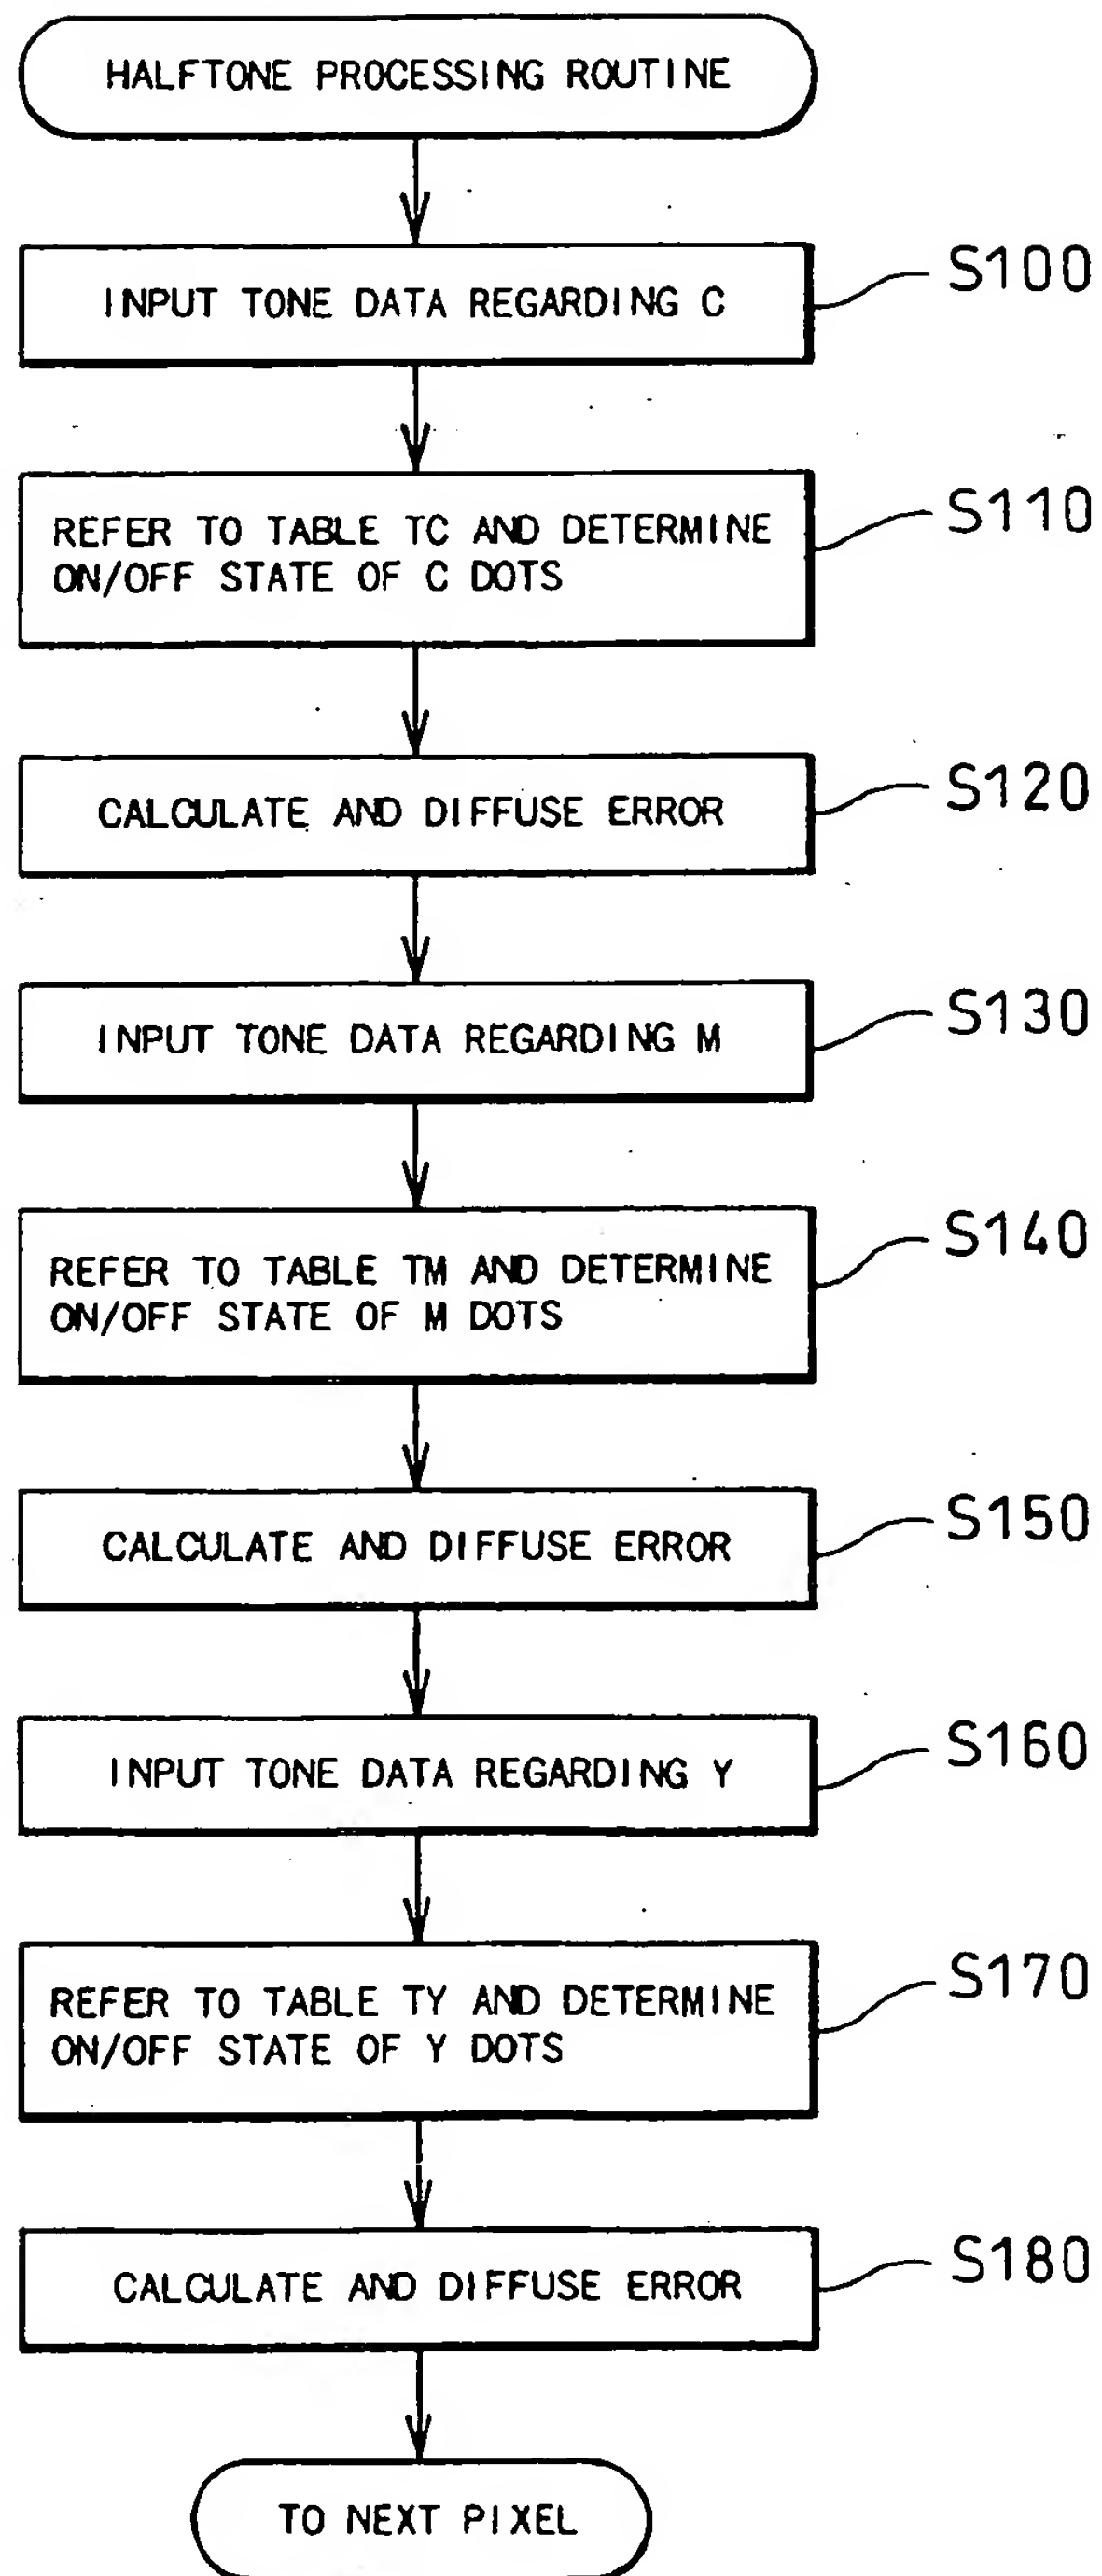 HALFTONE PROCESSING ROUTINE
INPUT TONE DATA REGARDING C
S100
REFER TO TABLE TC AND DETERMINE
ON/OFF STATE OF C DOTS
S110
CALCULATE AND DIFFUSE ERROR
S120
INPUT TONE DATA REGARDING M
S130
REFER TO TABLE TM AND DETERMINE
ON/OFF STATE OF M DOTS
S140
CALCULATE AND DIFFUSE ERROR
S150
INPUT TONE DATA REGARDING Y
S160
REFER TO TABLE TY AND DETERMINE
ON/OFF STATE OF Y DOTS
S170
CALCULATE AND DIFFUSE ERROR
S180
TO NEXT PIXEL